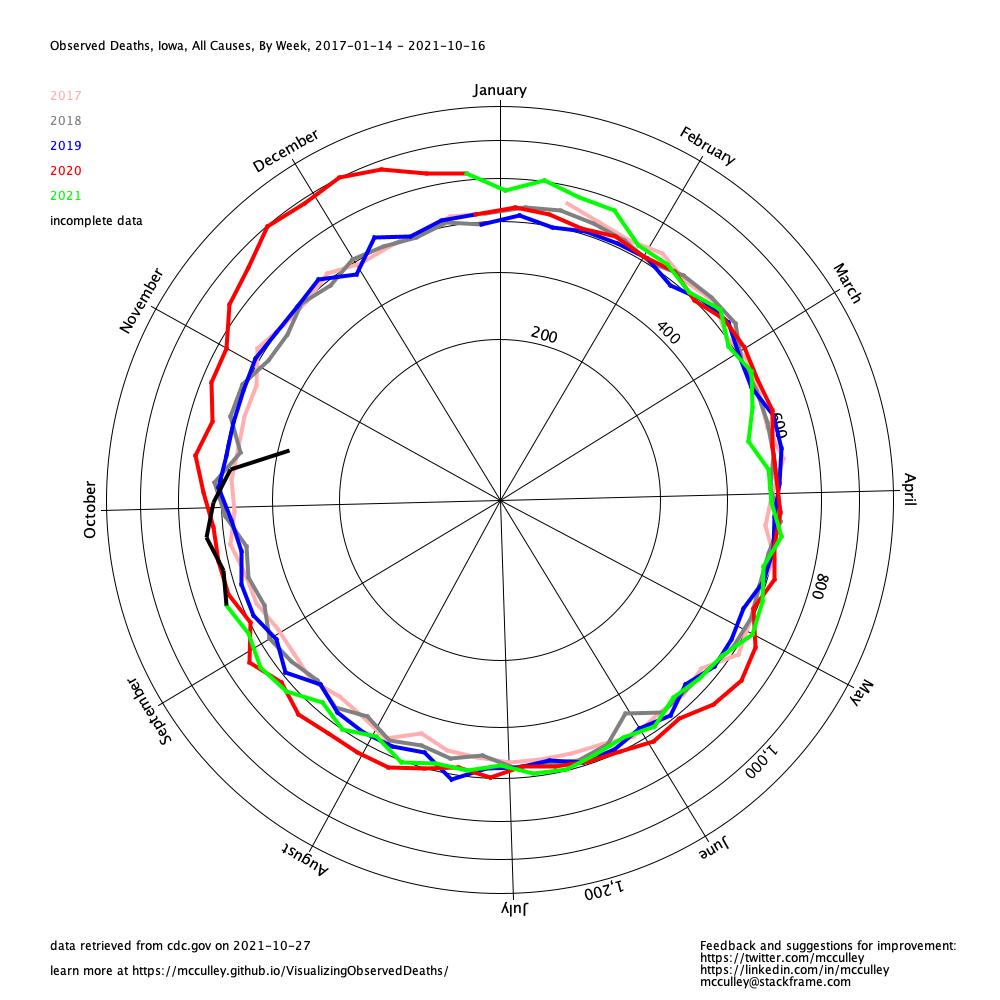 Observed Deaths, Iowa, All Causes, By Week, 2017-01-14 - 2021-10-16
2017
2018
2019
2020
2021
incomplete data
January
February
March
April
May
June
July
August
September
October
November
December
200
400
600
800
1,000
1,200
data retrieved from cdc.gov on 2021-10-27
learn more at https://mcculley.github.io/VisualizingObservedDeaths/
Feedback and suggestions for improvement:
https://twitter.com/mcculley
https://linkedin.com/in/mcculley
mcculley@stackframe.com